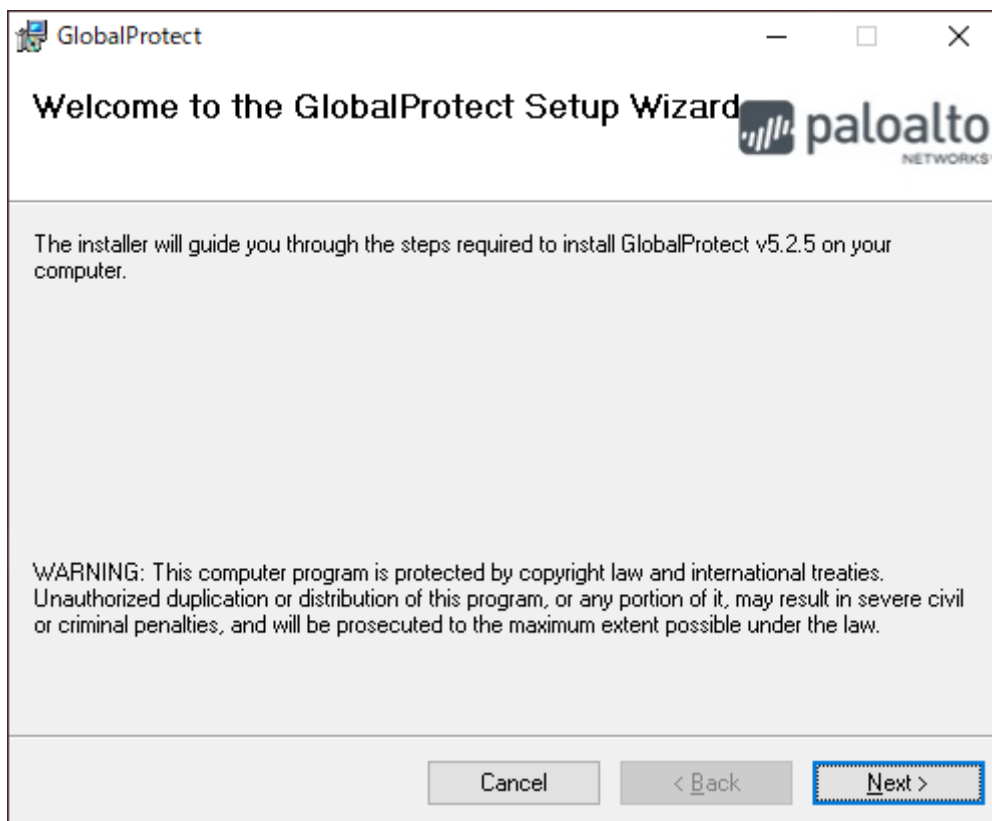 GlobalProtect
Welcome to the GlobalProtect Setup Wizard
paloalto
NETWORKS
The installer will guide you through the steps required to install GlobalProtect v5.2.5 on your
computer.
WARNING: This computer program is protected by copyright law and international treaties.
Unauthorized duplication or distribution of this program, or any portion of it, may result in severe civil
or criminal penalties, and will be prosecuted to the maximum extent possible under the law.
Cancel
< Back
Next >